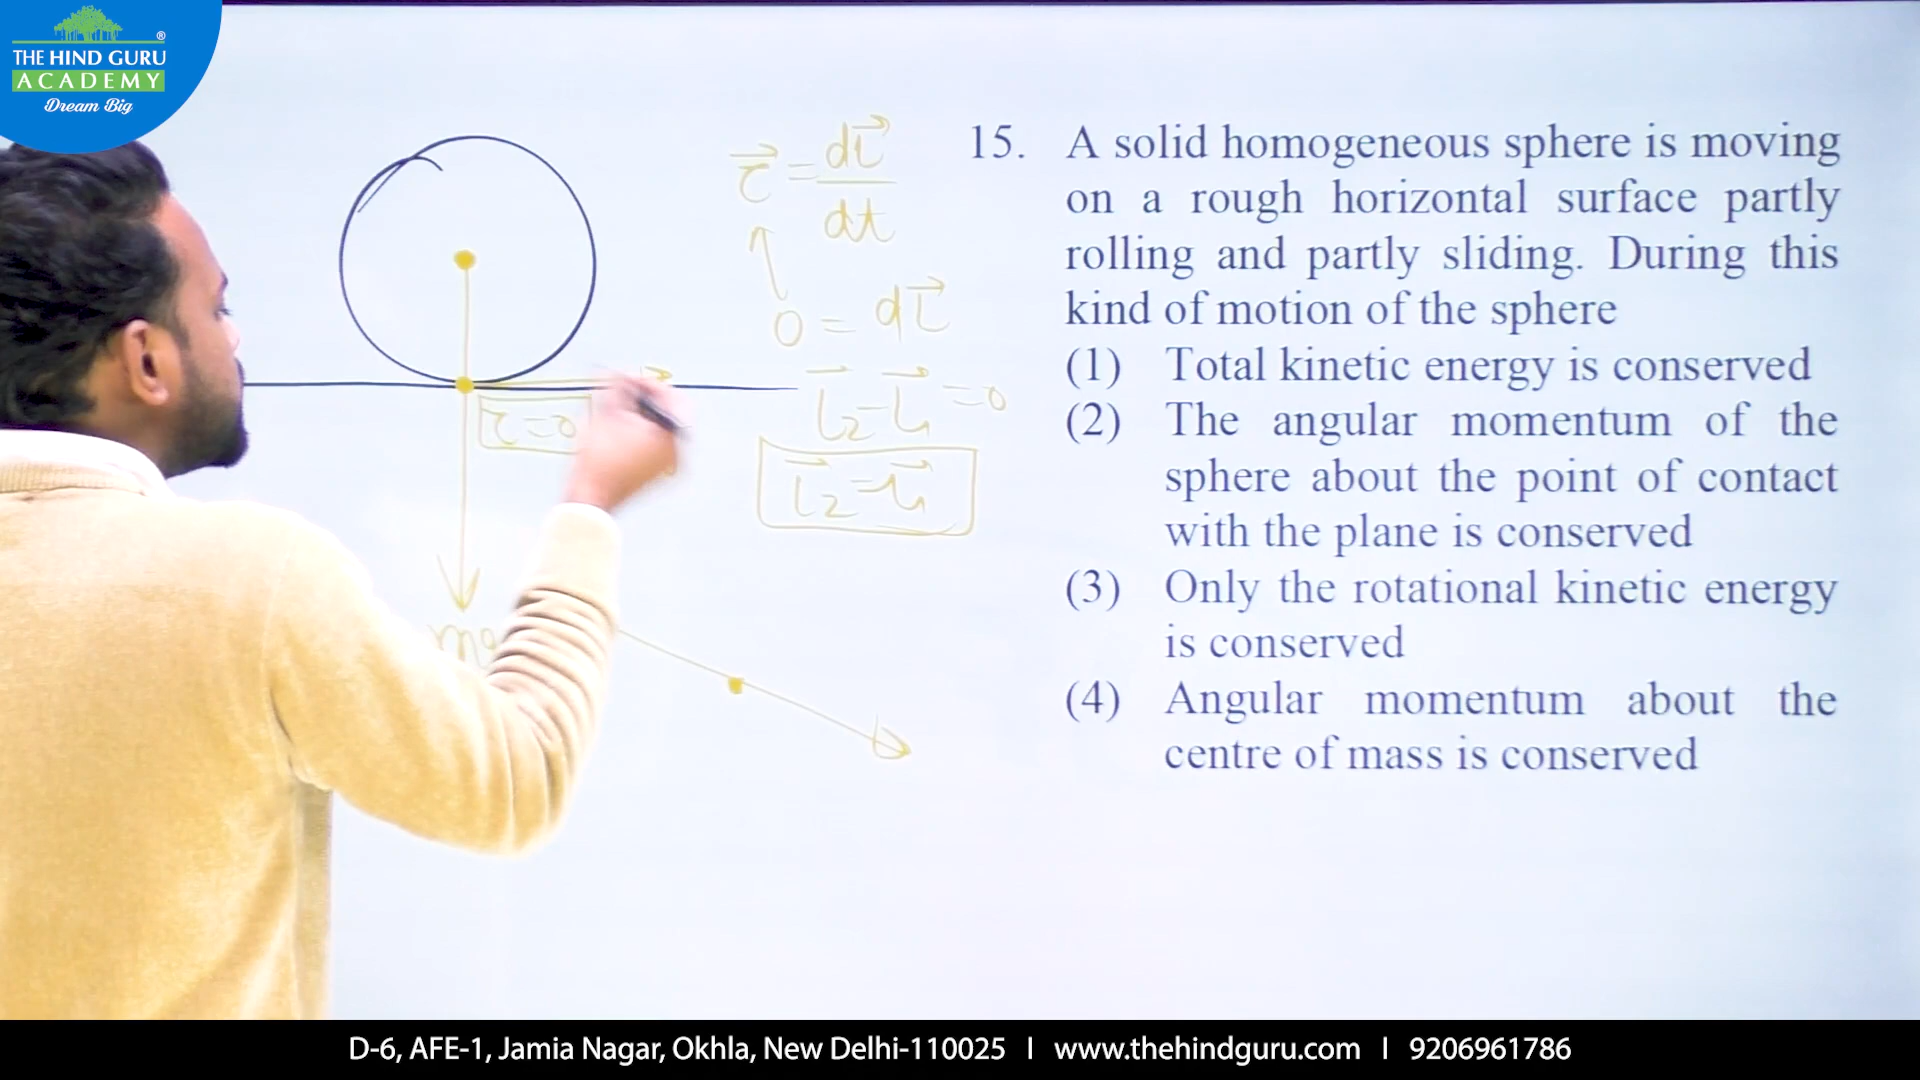 THE HIND GURU
ACADEMY
Dream Big
®
τ⃗ = dL⃗/dt
0 = dL⃗
L⃗₂ - L⃗₁ = 0
L⃗₂ = L⃗₁
τ = 0
15. A solid homogeneous sphere is moving
on a rough horizontal surface partly
rolling and partly sliding. During this
kind of motion of the sphere
(1) Total kinetic energy is conserved
(2) The angular momentum of the
sphere about the point of contact
with the plane is conserved
(3) Only the rotational kinetic energy
is conserved
(4) Angular momentum about the
centre of mass is conserved
D-6, AFE-1, Jamia Nagar, Okhla, New Delhi-110025 | www.thehindguru.com | 9206961786